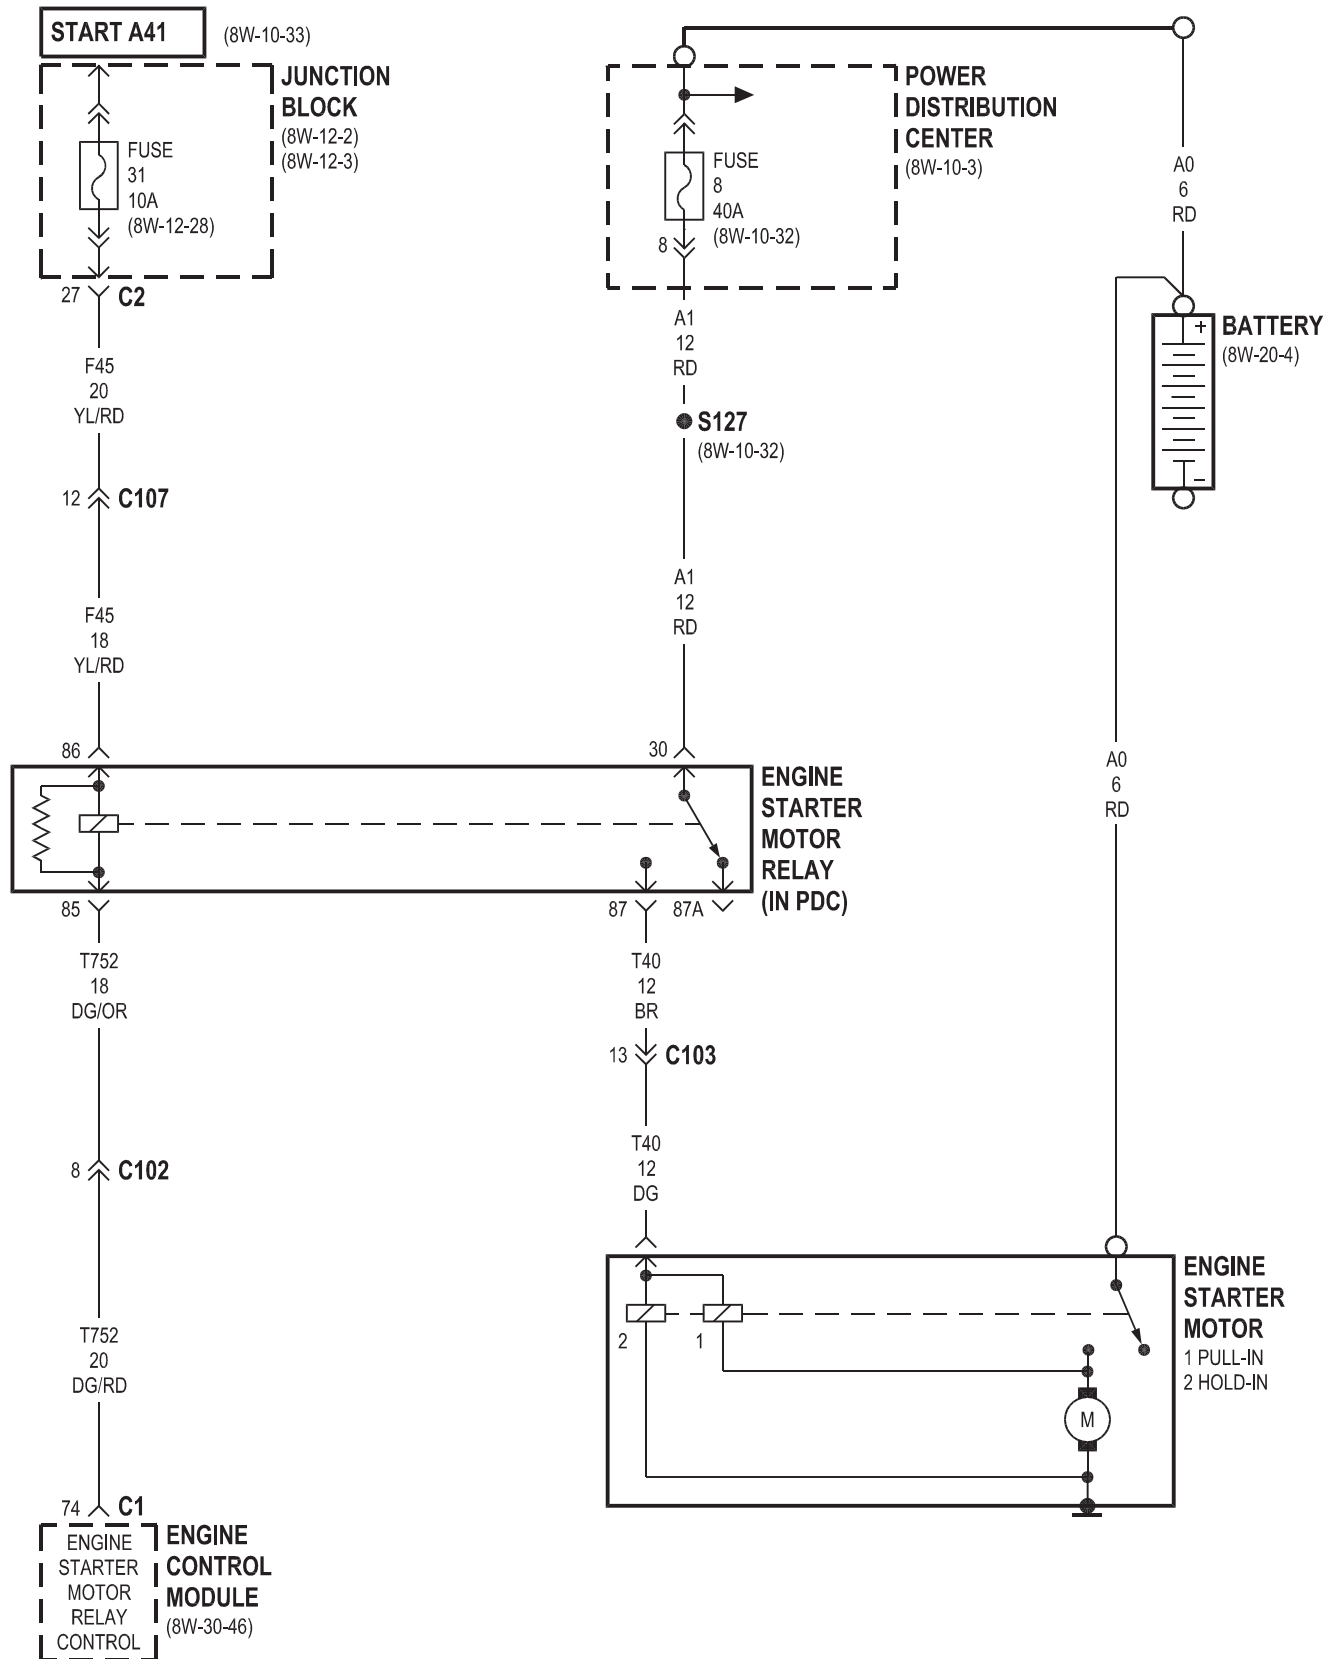 START A41
(8W-10-33)
JUNCTION
BLOCK
(8W-12-2)
(8W-12-3)
FUSE
31
10A
(8W-12-28)
27
C2
F45
20
YL/RD
12
C107
F45
18
YL/RD
POWER
DISTRIBUTION
CENTER
(8W-10-3)
FUSE
8
40A
(8W-10-32)
8
A1
12
RD
S127
(8W-10-32)
A1
12
RD
A0
6
RD
+
-
BATTERY
(8W-20-4)
86
30
ENGINE
STARTER
MOTOR
RELAY
(IN PDC)
85
87
87A
A0
6
RD
T752
18
DG/OR
8
C102
T752
20
DG/RD
74
C1
ENGINE
STARTER
MOTOR
RELAY
CONTROL
ENGINE
CONTROL
MODULE
(8W-30-46)
T40
12
BR
13
C103
T40
12
DG
2
1
M
ENGINE
STARTER
MOTOR
1 PULL-IN
2 HOLD-IN